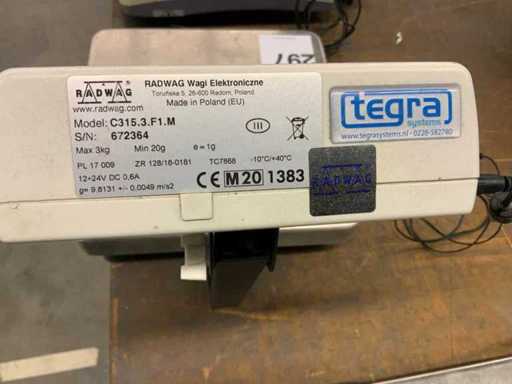 297
RADWAG®
www.radwag.com
RADWAG Wagi Elektroniczne
Toruńska 5, 26-600 Radom, Poland
Made in Poland (EU)
Model: C315.3.F1.M
S/N: 672364
III
Max 3kg Min 20g e = 1g
PL 17 009 ZR 128/18-0181 TC7868 -10°C/+40°C
12÷24V DC 0,6A
g= 9.8131 +/- 0.0049 m/s2
CE M20 1383
RADWAG
tegra
systems
www.tegrasystems.nl - 0226-382760